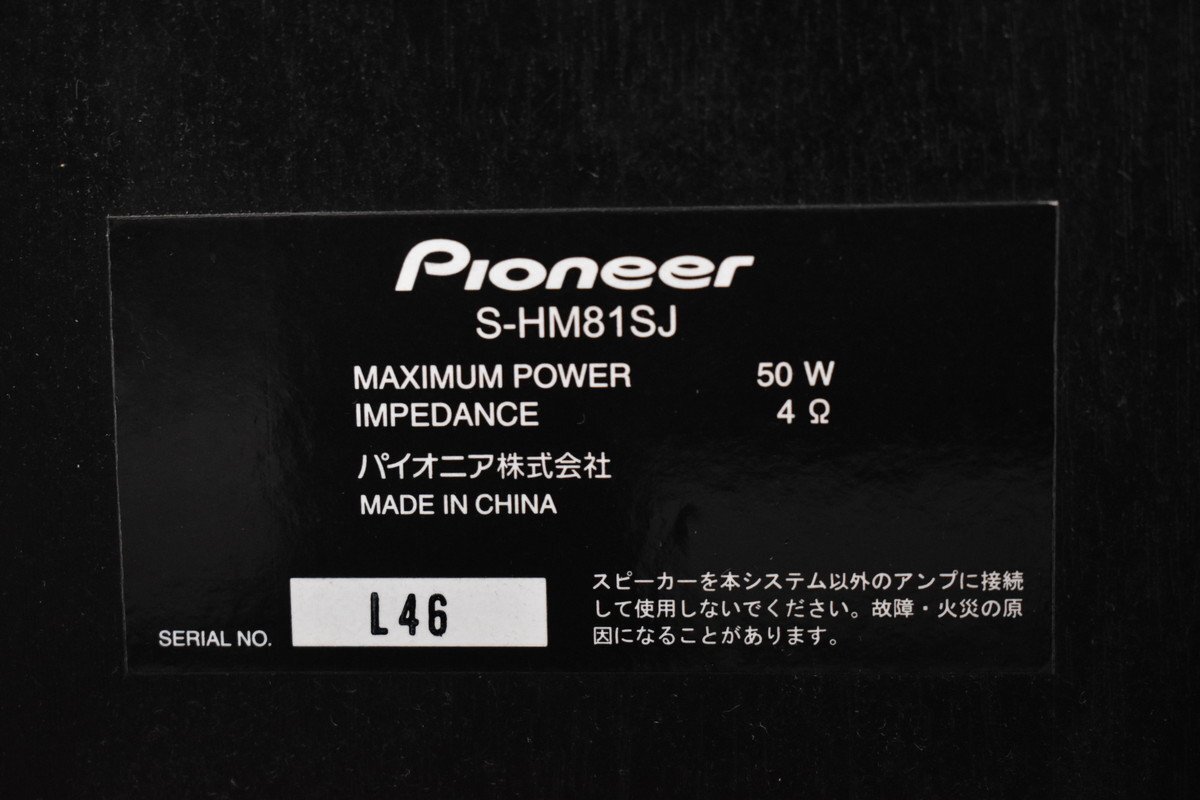 Pioneer
S-HM81SJ
MAXIMUM POWER 50 W
IMPEDANCE 4 Ω
パイオニア株式会社
MADE IN CHINA
SERIAL NO. L46
スピーカーを本システム以外のアンプに接続
して使用しないでください。故障・火災の原
因になることがあります。